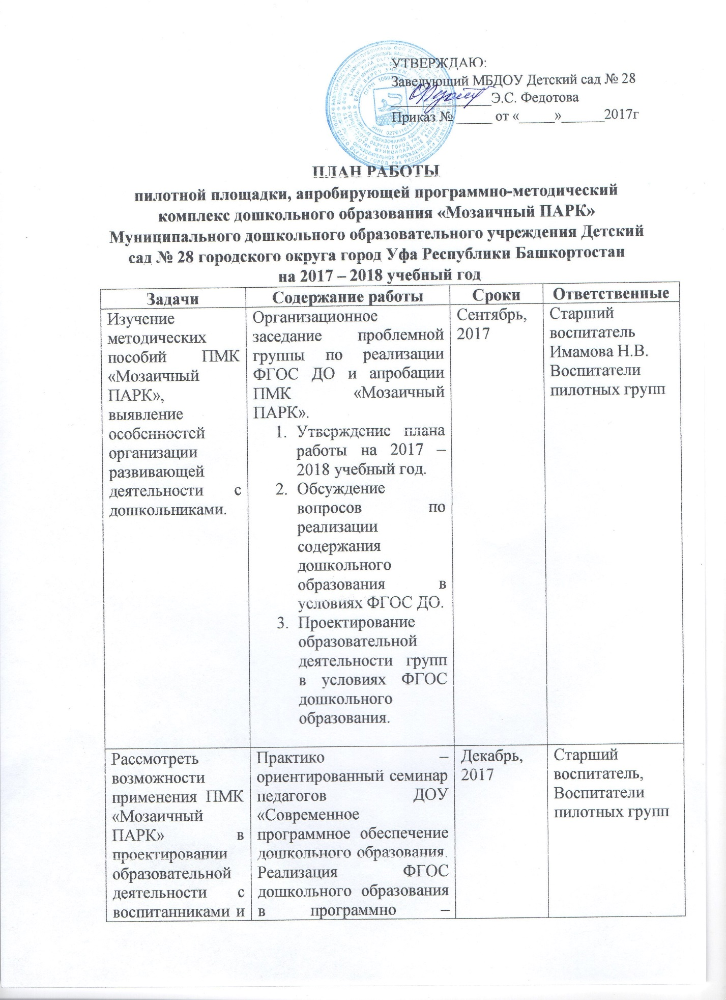 УТВЕРЖДАЮ:
Заведующий МБДОУ Детский сад № 28
____________Э.С. Федотова
Приказ № _____ от «_____»______2017г
ПЛАН РАБОТЫ
пилотной площадки, апробирующей программно-методический
комплекс дошкольного образования «Мозаичный ПАРК»
Муниципального дошкольного образовательного учреждения Детский
сад № 28 городского округа город Уфа Республики Башкортостан
на 2017 – 2018 учебный год
Задачи
Содержание работы
Сроки
Ответственные
Изучение
методических
пособий ПМК
«Мозаичный
ПАРК»,
выявление
особенностей
организации
развивающей
деятельности с
дошкольниками.
Организационное
заседание проблемной
группы по реализации
ФГОС ДО и апробации
ПМК «Мозаичный
ПАРК».
1. Утверждение плана
работы на 2017 –
2018 учебный год.
2. Обсуждение
вопросов по
реализации
содержания
дошкольного
образования в
условиях ФГОС ДО.
3. Проектирование
образовательной
деятельности групп
в условиях ФГОС
дошкольного
образования.
Сентябрь,
2017
Старший
воспитатель
Имамова Н.В.
Воспитатели
пилотных групп
Рассмотреть
возможности
применения ПМК
«Мозаичный
ПАРК» в
проектировании
образовательной
деятельности с
воспитанниками и
Практико –
ориентированный семинар
педагогов ДОУ
«Современное
программное обеспечение
дошкольного образования.
Реализация ФГОС
дошкольного образования
в программно –
Декабрь,
2017
Старший
воспитатель,
Воспитатели
пилотных групп